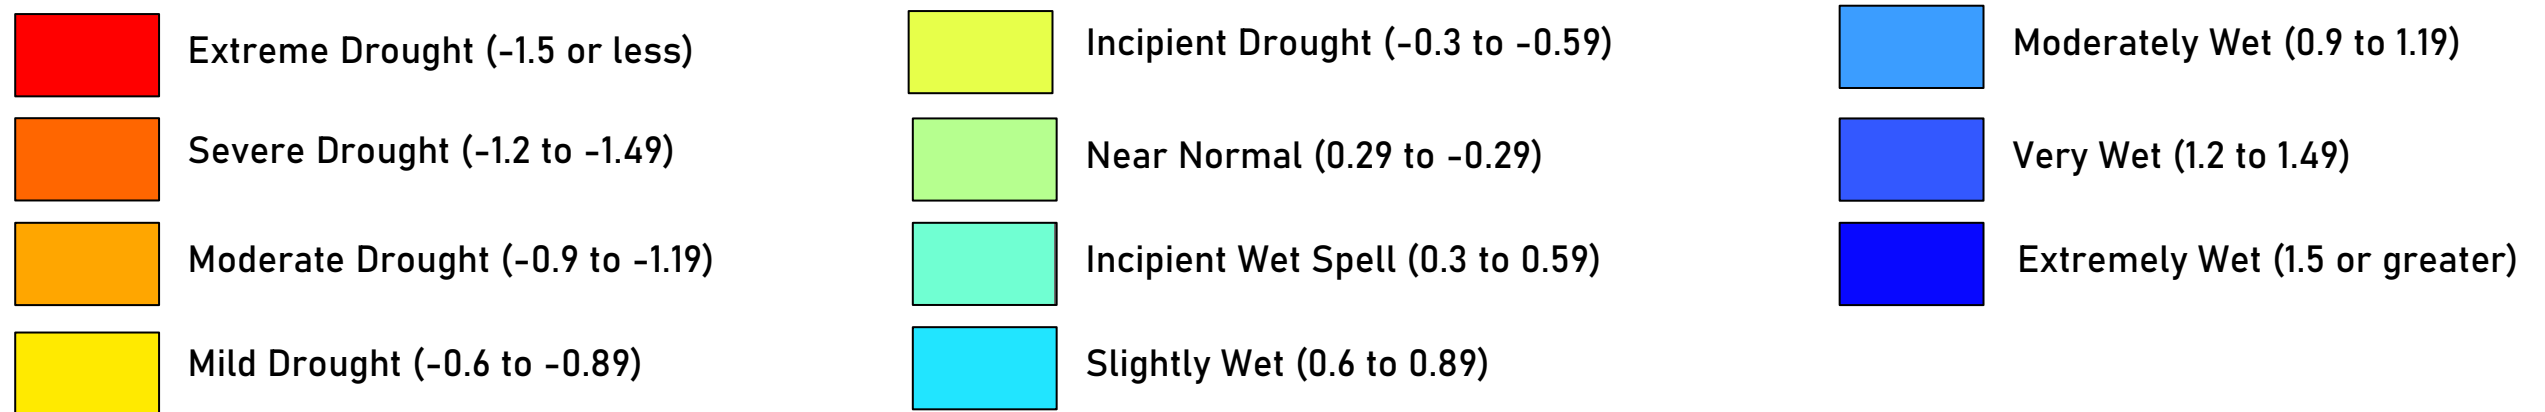 Extreme Drought (-1.5 or less)
Severe Drought (-1.2 to -1.49)
Moderate Drought (-0.9 to -1.19)
Mild Drought (-0.6 to -0.89)
Incipient Drought (-0.3 to -0.59)
Near Normal (0.29 to -0.29)
Incipient Wet Spell (0.3 to 0.59)
Slightly Wet (0.6 to 0.89)
Moderately Wet (0.9 to 1.19)
Very Wet (1.2 to 1.49)
Extremely Wet (1.5 or greater)